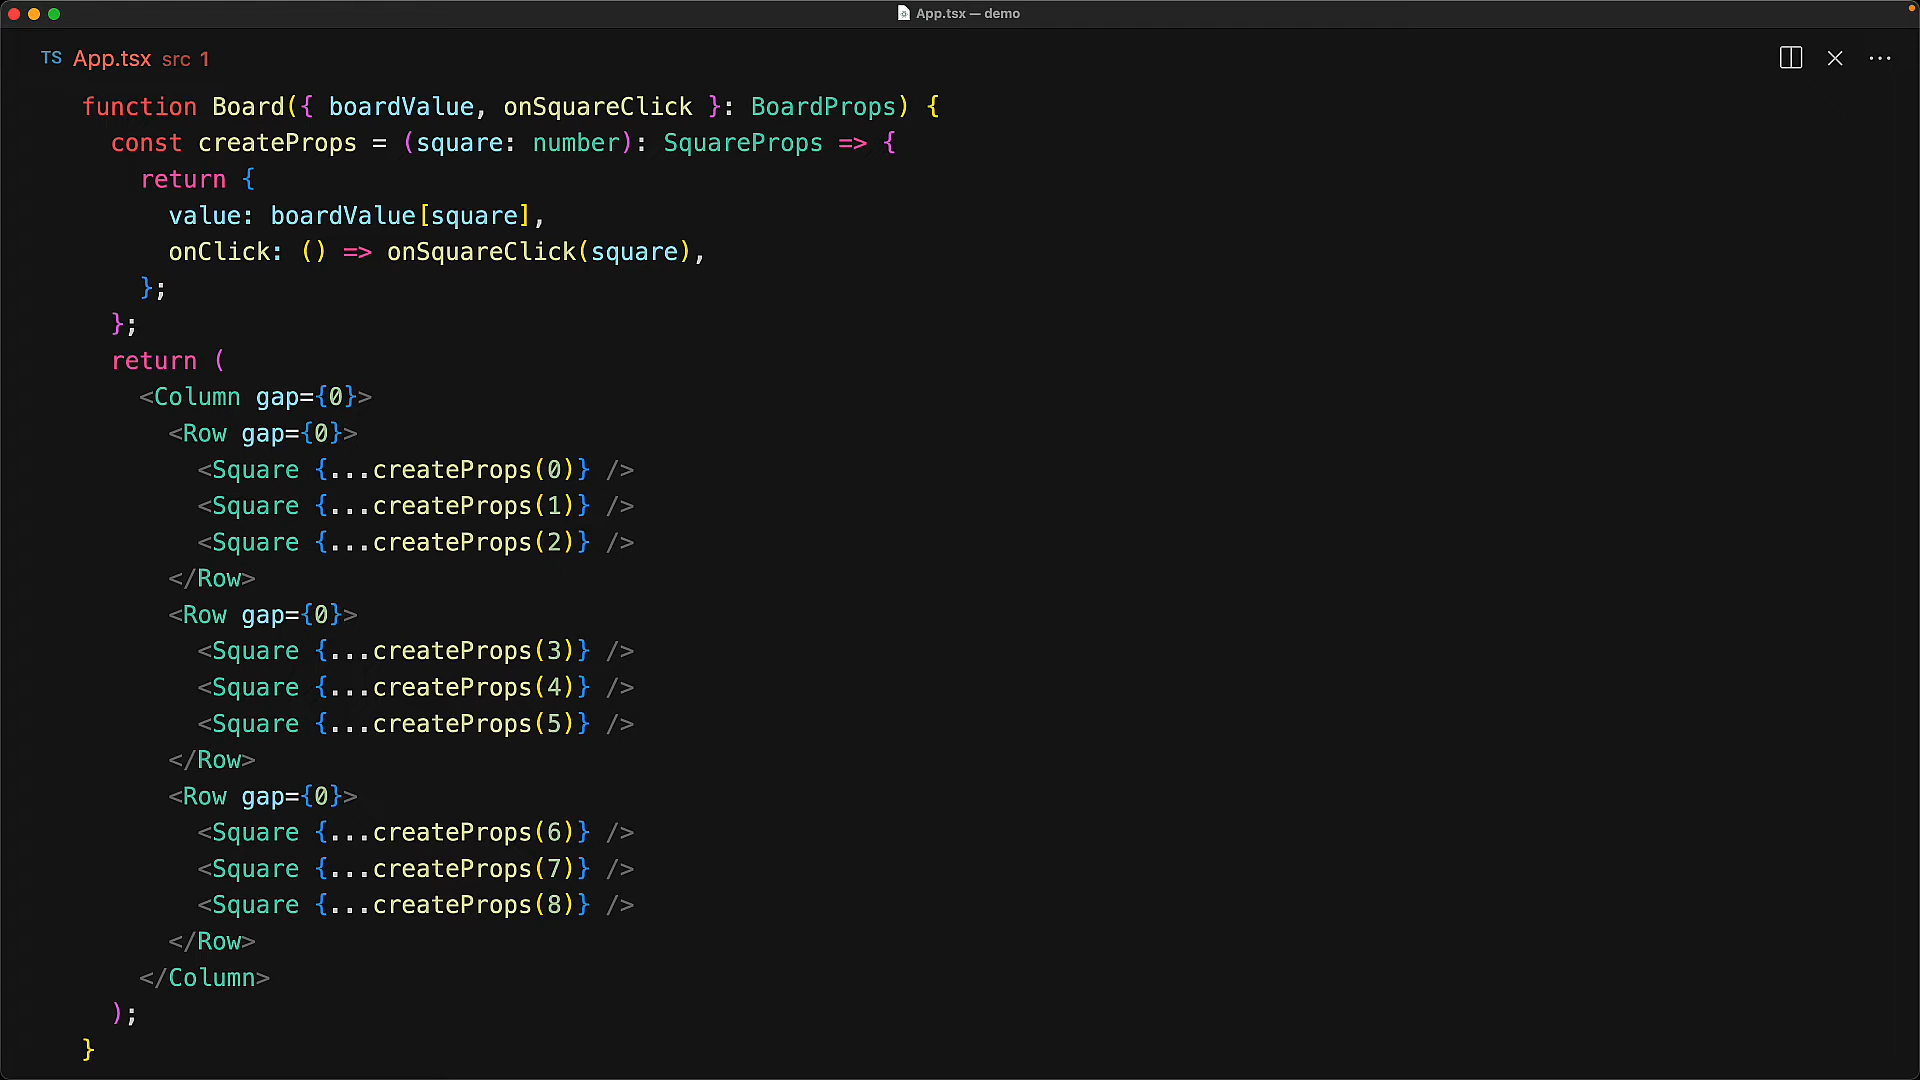 App.tsx — demo
TS App.tsx src 1
function Board({ boardValue, onSquareClick }: BoardProps) {
  const createProps = (square: number): SquareProps => {
    return {
      value: boardValue[square],
      onClick: () => onSquareClick(square),
    };
  };
  return (
    <Column gap={0}>
      <Row gap={0}>
        <Square {...createProps(0)} />
        <Square {...createProps(1)} />
        <Square {...createProps(2)} />
      </Row>
      <Row gap={0}>
        <Square {...createProps(3)} />
        <Square {...createProps(4)} />
        <Square {...createProps(5)} />
      </Row>
      <Row gap={0}>
        <Square {...createProps(6)} />
        <Square {...createProps(7)} />
        <Square {...createProps(8)} />
      </Row>
    </Column>
  );
}